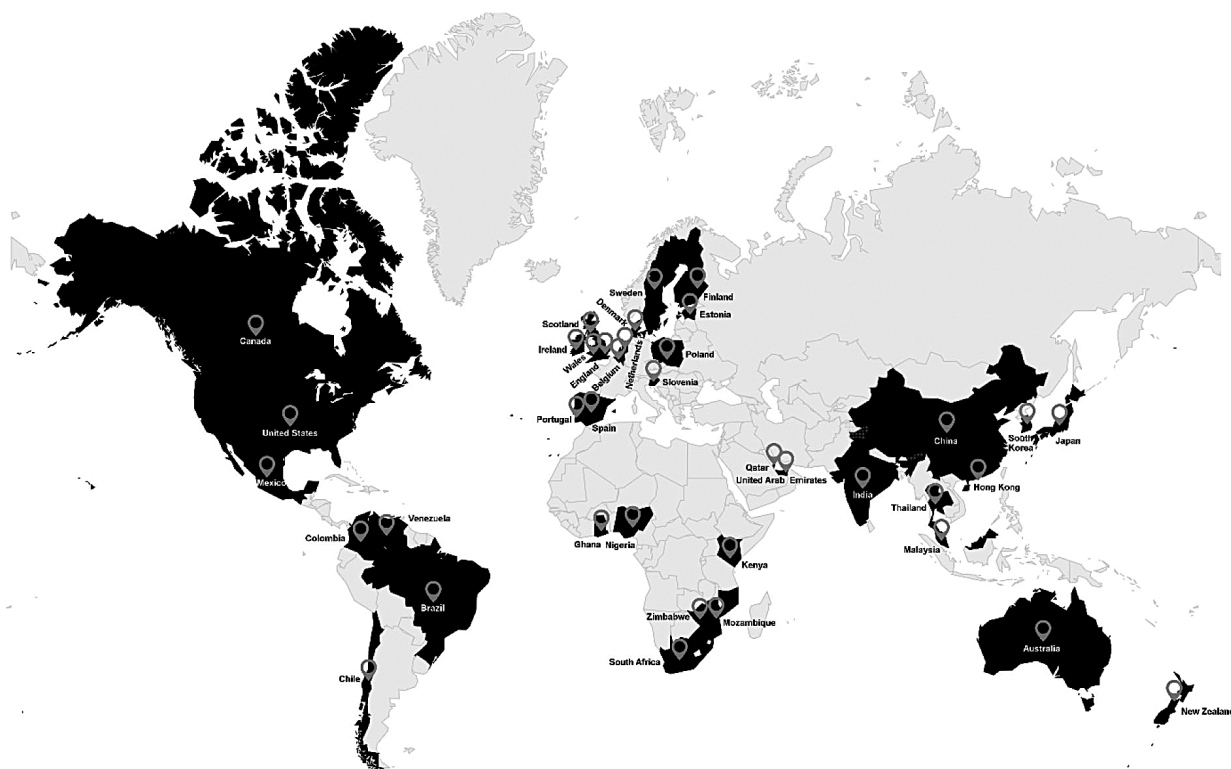 Canada
United States
Mexico
Colombia
Venezuela
Brazil
Chile
Sweden
Finland
Estonia
Denmark
Scotland
Ireland
Wales
England
Belgium
Netherlands
Poland
Slovenia
Portugal
Spain
Qatar
United Arab Emirates
Ghana
Nigeria
Kenya
Zimbabwe
Mozambique
South Africa
China
South
Korea
Japan
India
Hong Kong
Thailand
Malaysia
Australia
New Zealand